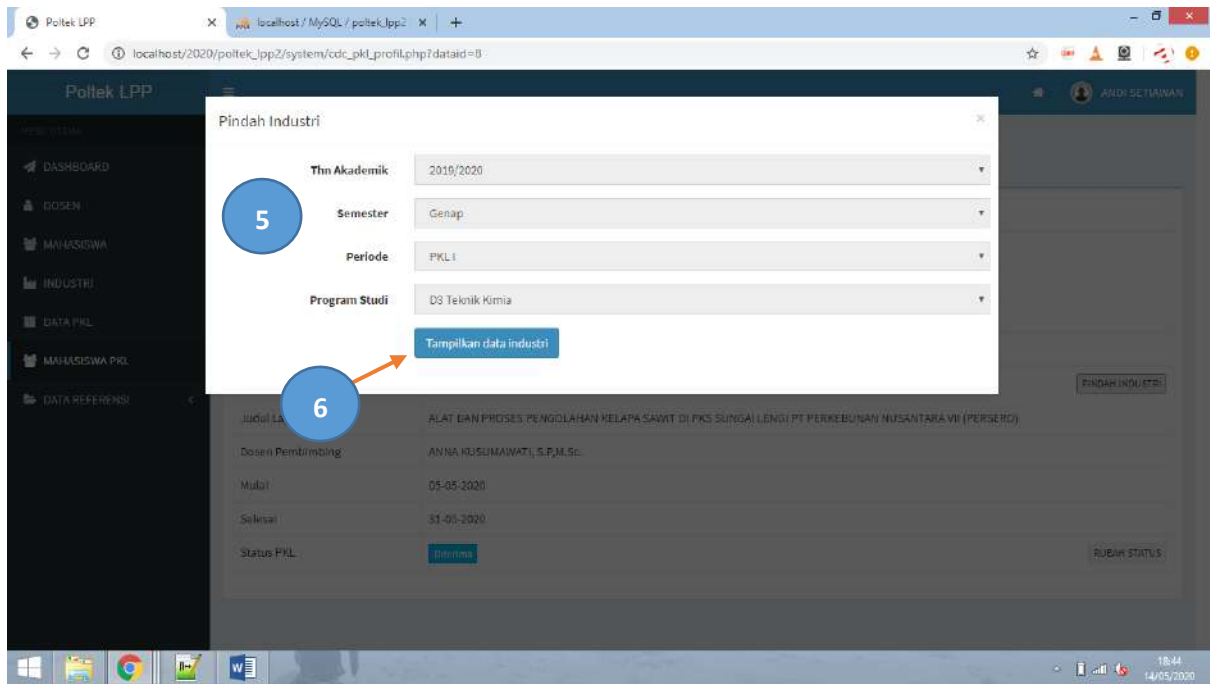 Poltek LPP
localhost / MySQL / poltek_lpp2
localhost/2020/poltek_lpp2/system/cdc_pkl_profil.php?dataid=8
Poltek LPP
ANDI SETIAWAN
MENU UTAMA
DASHBOARD
DOSEN
MAHASISWA
INDUSTRI
DATA PKL
MAHASISWA PKL
DATA REFERENSI
Pindah Industri
×
Thn Akademik 2019/2020
5
Semester Genap
Periode PKL I
Program Studi D3 Teknik Kimia
Tampilkan data industri
6
PINDAH INDUSTRI
Judul La
ALAT DAN PROSES PENGOLAHAN KELAPA SAWIT DI PKS SUNGAI LENGI PT PERKEBUNAN NUSANTARA VII (PERSERO)
Dosen Pembimbing ANNA KUSUMAWATI, S.P,M.Sc.
Mulai 05-05-2020
Selesai
Status PKL Diterima RUBAH STATUS
18:44
14/05/2020